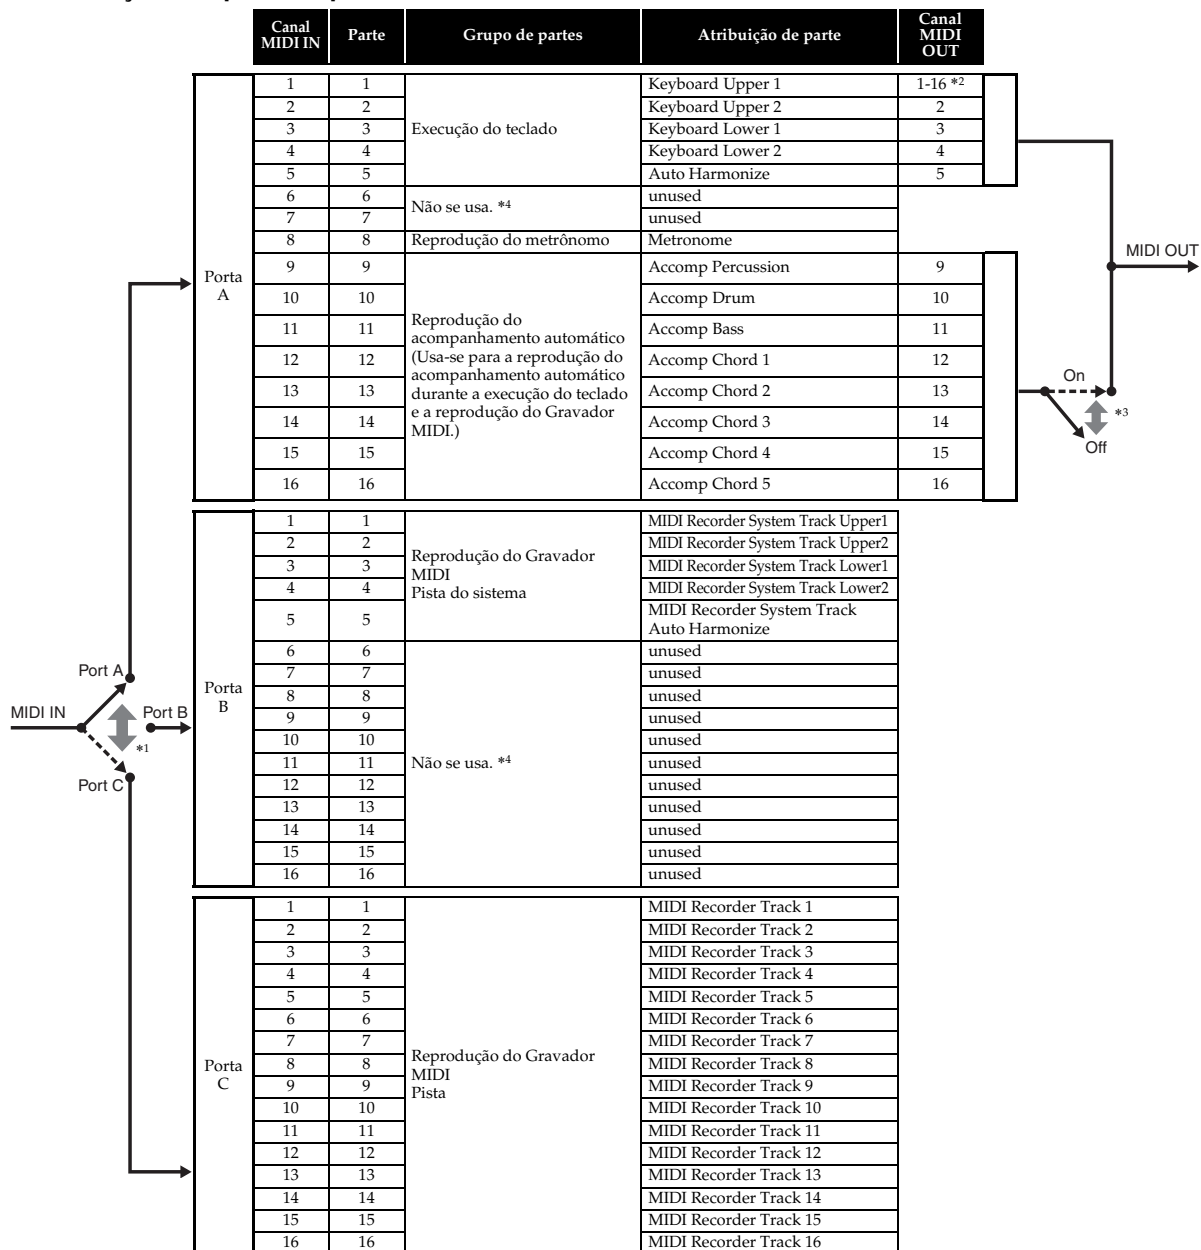 Canal MIDI IN | Parte | Grupo de partes | Atribuição de parte | Canal MIDI OUT
Porta A
1 | 1 | Execução do teclado | Keyboard Upper 1 | 1-16 *2
2 | 2 | Keyboard Upper 2 | 2
3 | 3 | Keyboard Lower 1 | 3
4 | 4 | Keyboard Lower 2 | 4
5 | 5 | Auto Harmonize | 5
6 | 6 | Não se usa. *4 | unused
7 | 7 | unused
8 | 8 | Reprodução do metrônomo | Metronome
9 | 9 | Reprodução do acompanhamento automático (Usa-se para a reprodução do acompanhamento automático durante a execução do teclado e a reprodução do Gravador MIDI.) | Accomp Percussion | 9
10 | 10 | Accomp Drum | 10
11 | 11 | Accomp Bass | 11
12 | 12 | Accomp Chord 1 | 12
13 | 13 | Accomp Chord 2 | 13
14 | 14 | Accomp Chord 3 | 14
15 | 15 | Accomp Chord 4 | 15
16 | 16 | Accomp Chord 5 | 16
MIDI OUT
On
*3
Off
Porta B
1 | 1 | Reprodução do Gravador MIDI Pista do sistema | MIDI Recorder System Track Upper1
2 | 2 | MIDI Recorder System Track Upper2
3 | 3 | MIDI Recorder System Track Lower1
4 | 4 | MIDI Recorder System Track Lower2
5 | 5 | MIDI Recorder System Track Auto Harmonize
6 | 6 | Não se usa. *4 | unused
7 | 7 | unused
8 | 8 | unused
9 | 9 | unused
10 | 10 | unused
11 | 11 | unused
12 | 12 | unused
13 | 13 | unused
14 | 14 | unused
15 | 15 | unused
16 | 16 | unused
Port A
MIDI IN
Port B
*1
Port C
Porta C
1 | 1 | Reprodução do Gravador MIDI Pista | MIDI Recorder Track 1
2 | 2 | MIDI Recorder Track 2
3 | 3 | MIDI Recorder Track 3
4 | 4 | MIDI Recorder Track 4
5 | 5 | MIDI Recorder Track 5
6 | 6 | MIDI Recorder Track 6
7 | 7 | MIDI Recorder Track 7
8 | 8 | MIDI Recorder Track 8
9 | 9 | MIDI Recorder Track 9
10 | 10 | MIDI Recorder Track 10
11 | 11 | MIDI Recorder Track 11
12 | 12 | MIDI Recorder Track 12
13 | 13 | MIDI Recorder Track 13
14 | 14 | MIDI Recorder Track 14
15 | 15 | MIDI Recorder Track 15
16 | 16 | MIDI Recorder Track 16